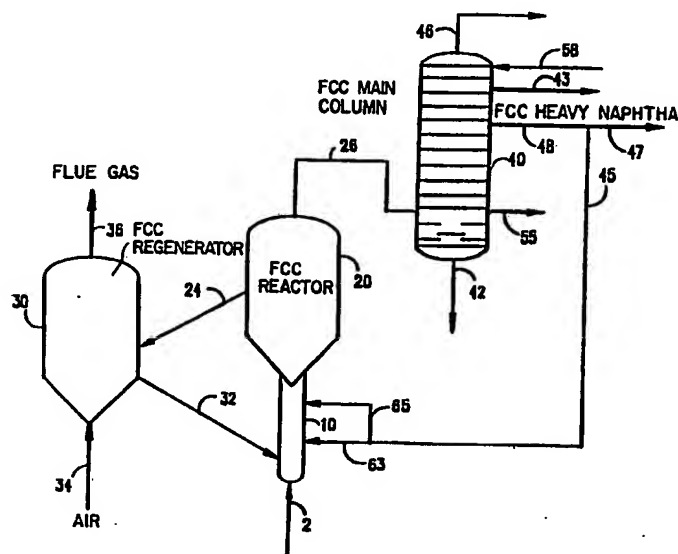 46
58
FCC MAIN
COLUMN
43
FCC HEAVY NAPHTHA
48
47
26
40
45
FLUE GAS
36
FCC
REGENERATOR
24
FCC
REACTOR
20
55
42
30
32
65
10
63
34
AIR
2